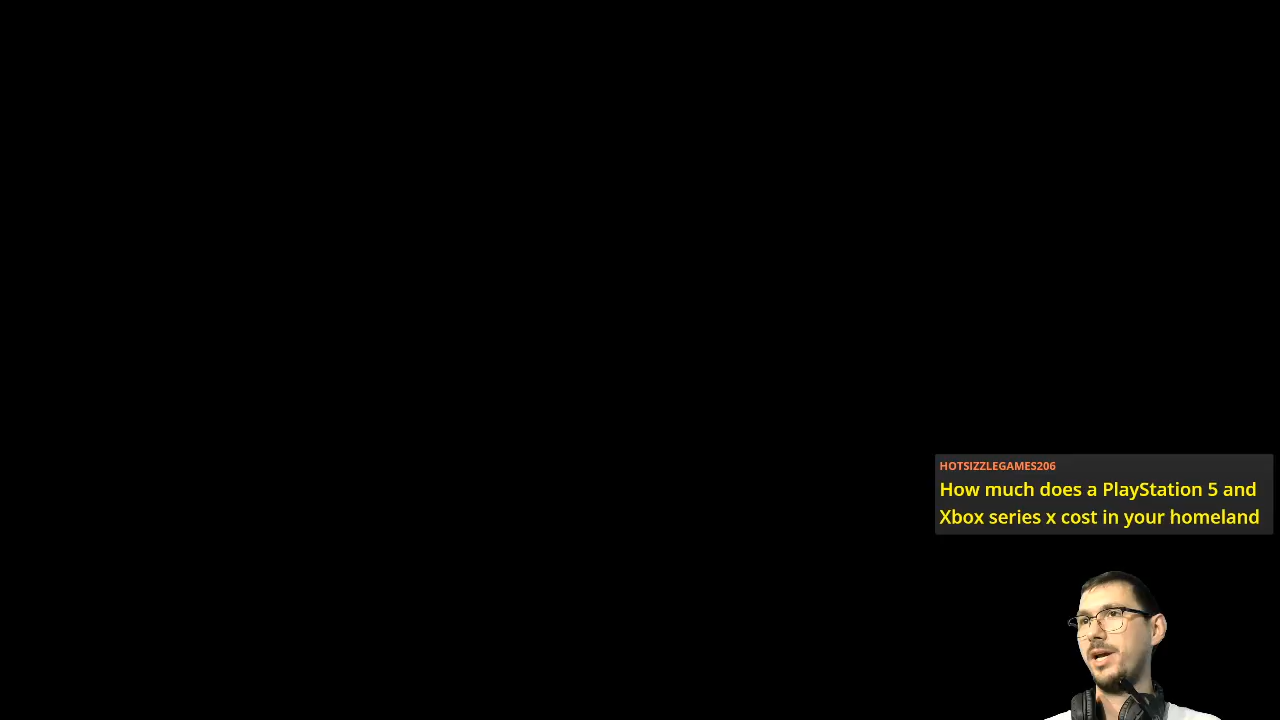 HOTSIZZLEGAMES206
How much does a PlayStation 5 and
Xbox series x cost in your homeland